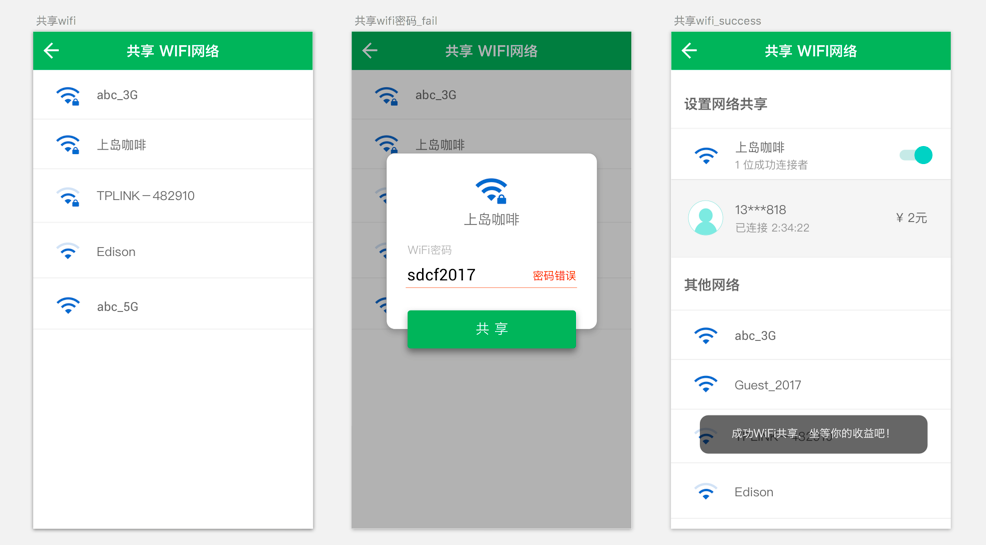 共享wifi
共享 WIFI网络
abc_3G
上岛咖啡
TPLINK－482910
Edison
abc_5G
共享wifi密码_fail
共享 WIFI网络
abc_3G
上岛咖啡
上岛咖啡
WiFi密码
sdcf2017 密码错误
共 享
共享wifi_success
共享 WIFI网络
设置网络共享
上岛咖啡
1 位成功连接者
13***818
已连接 2:34:22
¥ 2元
其他网络
abc_3G
Guest_2017
成功WiFi共享，坐等你的收益吧！
Edison